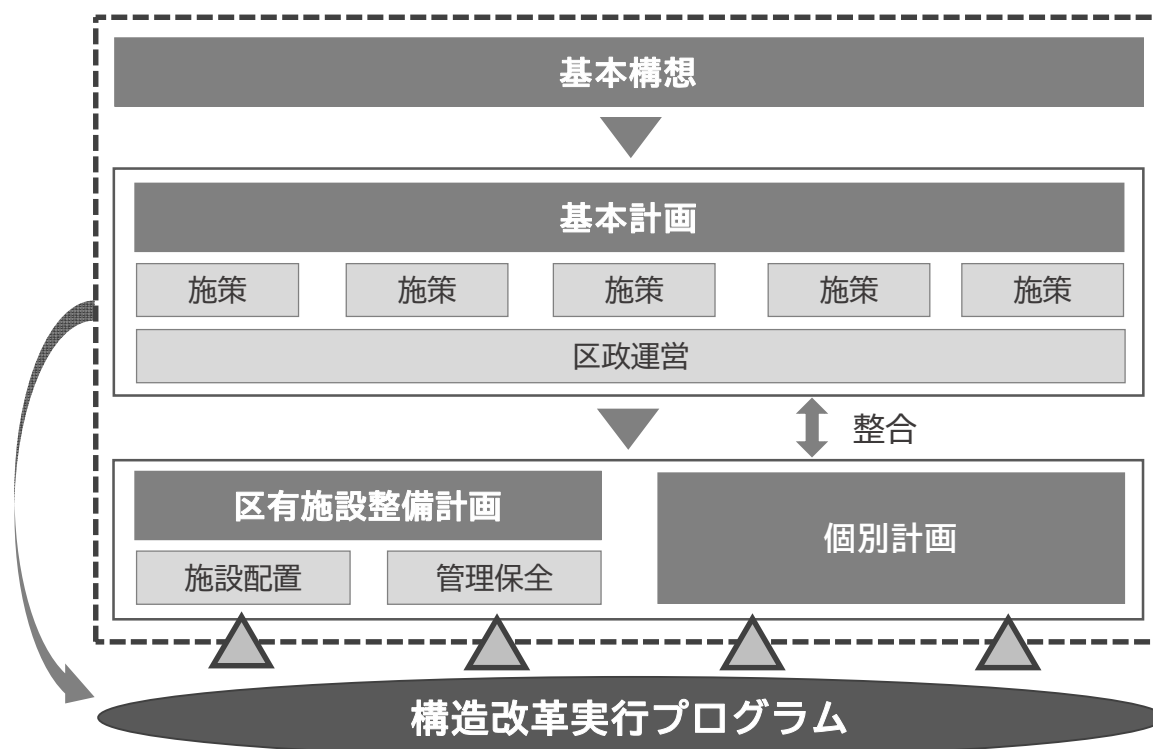 基本構想
基本計画
施策 施策 施策 施策 施策
区政運営
整合
区有施設整備計画
個別計画
施設配置 管理保全
構造改革実行プログラム